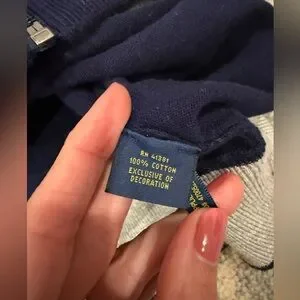 RN 41381
100% COTTON
EXCLUSIVE OF
DECORATION